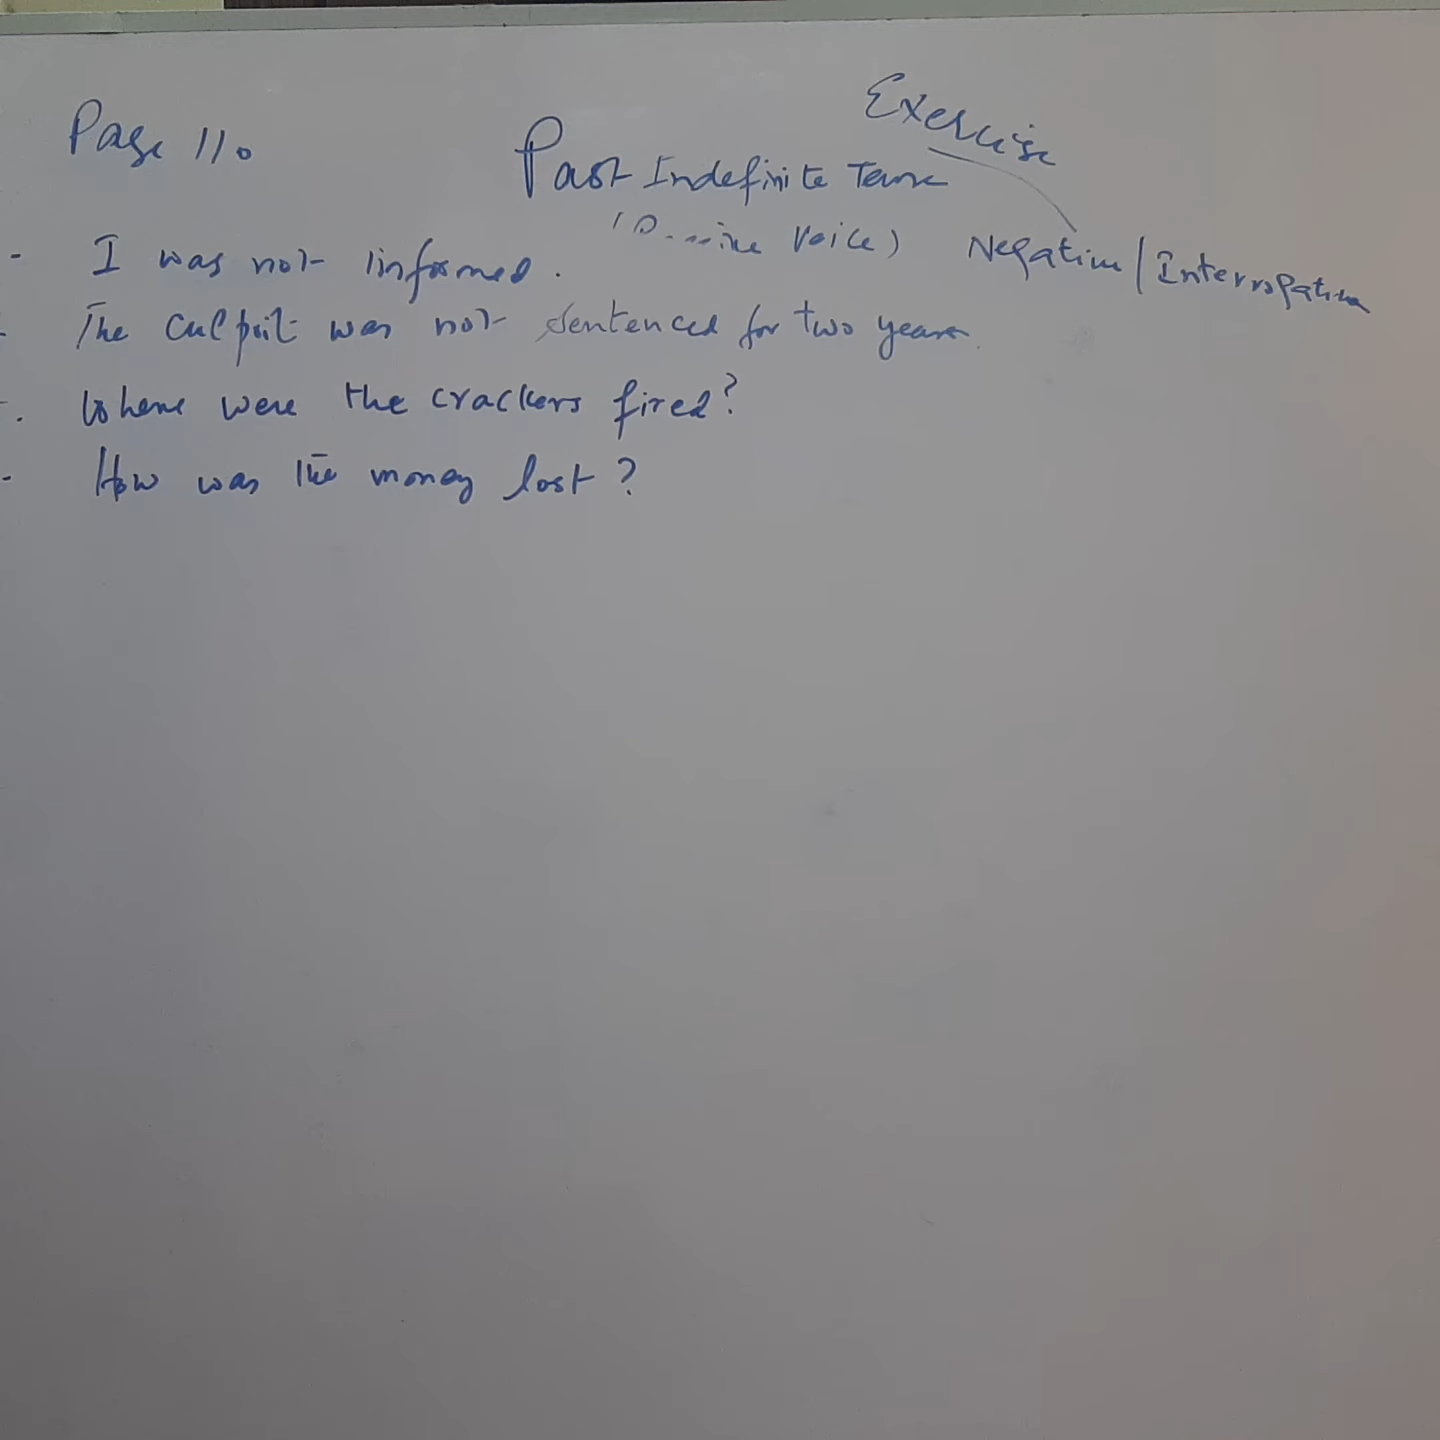 Exercise
Page 110
Past Indefinite Tense
(Passive Voice) Negative / Interrogative
- I was not informed.
- The culprit was not sentenced for two years.
- Where were the crackers fired?
- How was the money lost?